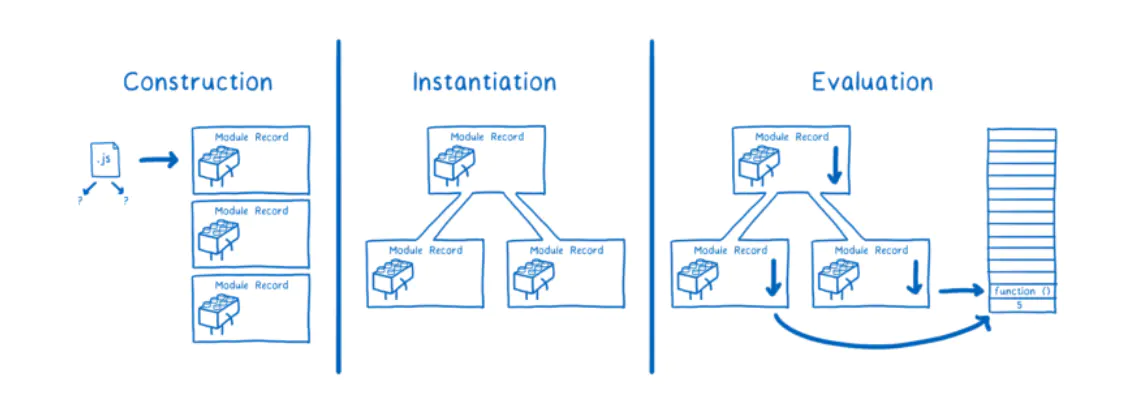 Construction
.js
?
?
Module Record
Module Record
Module Record
Instantiation
Module Record
Module Record
Module Record
Evaluation
Module Record
Module Record
Module Record
function ()
5